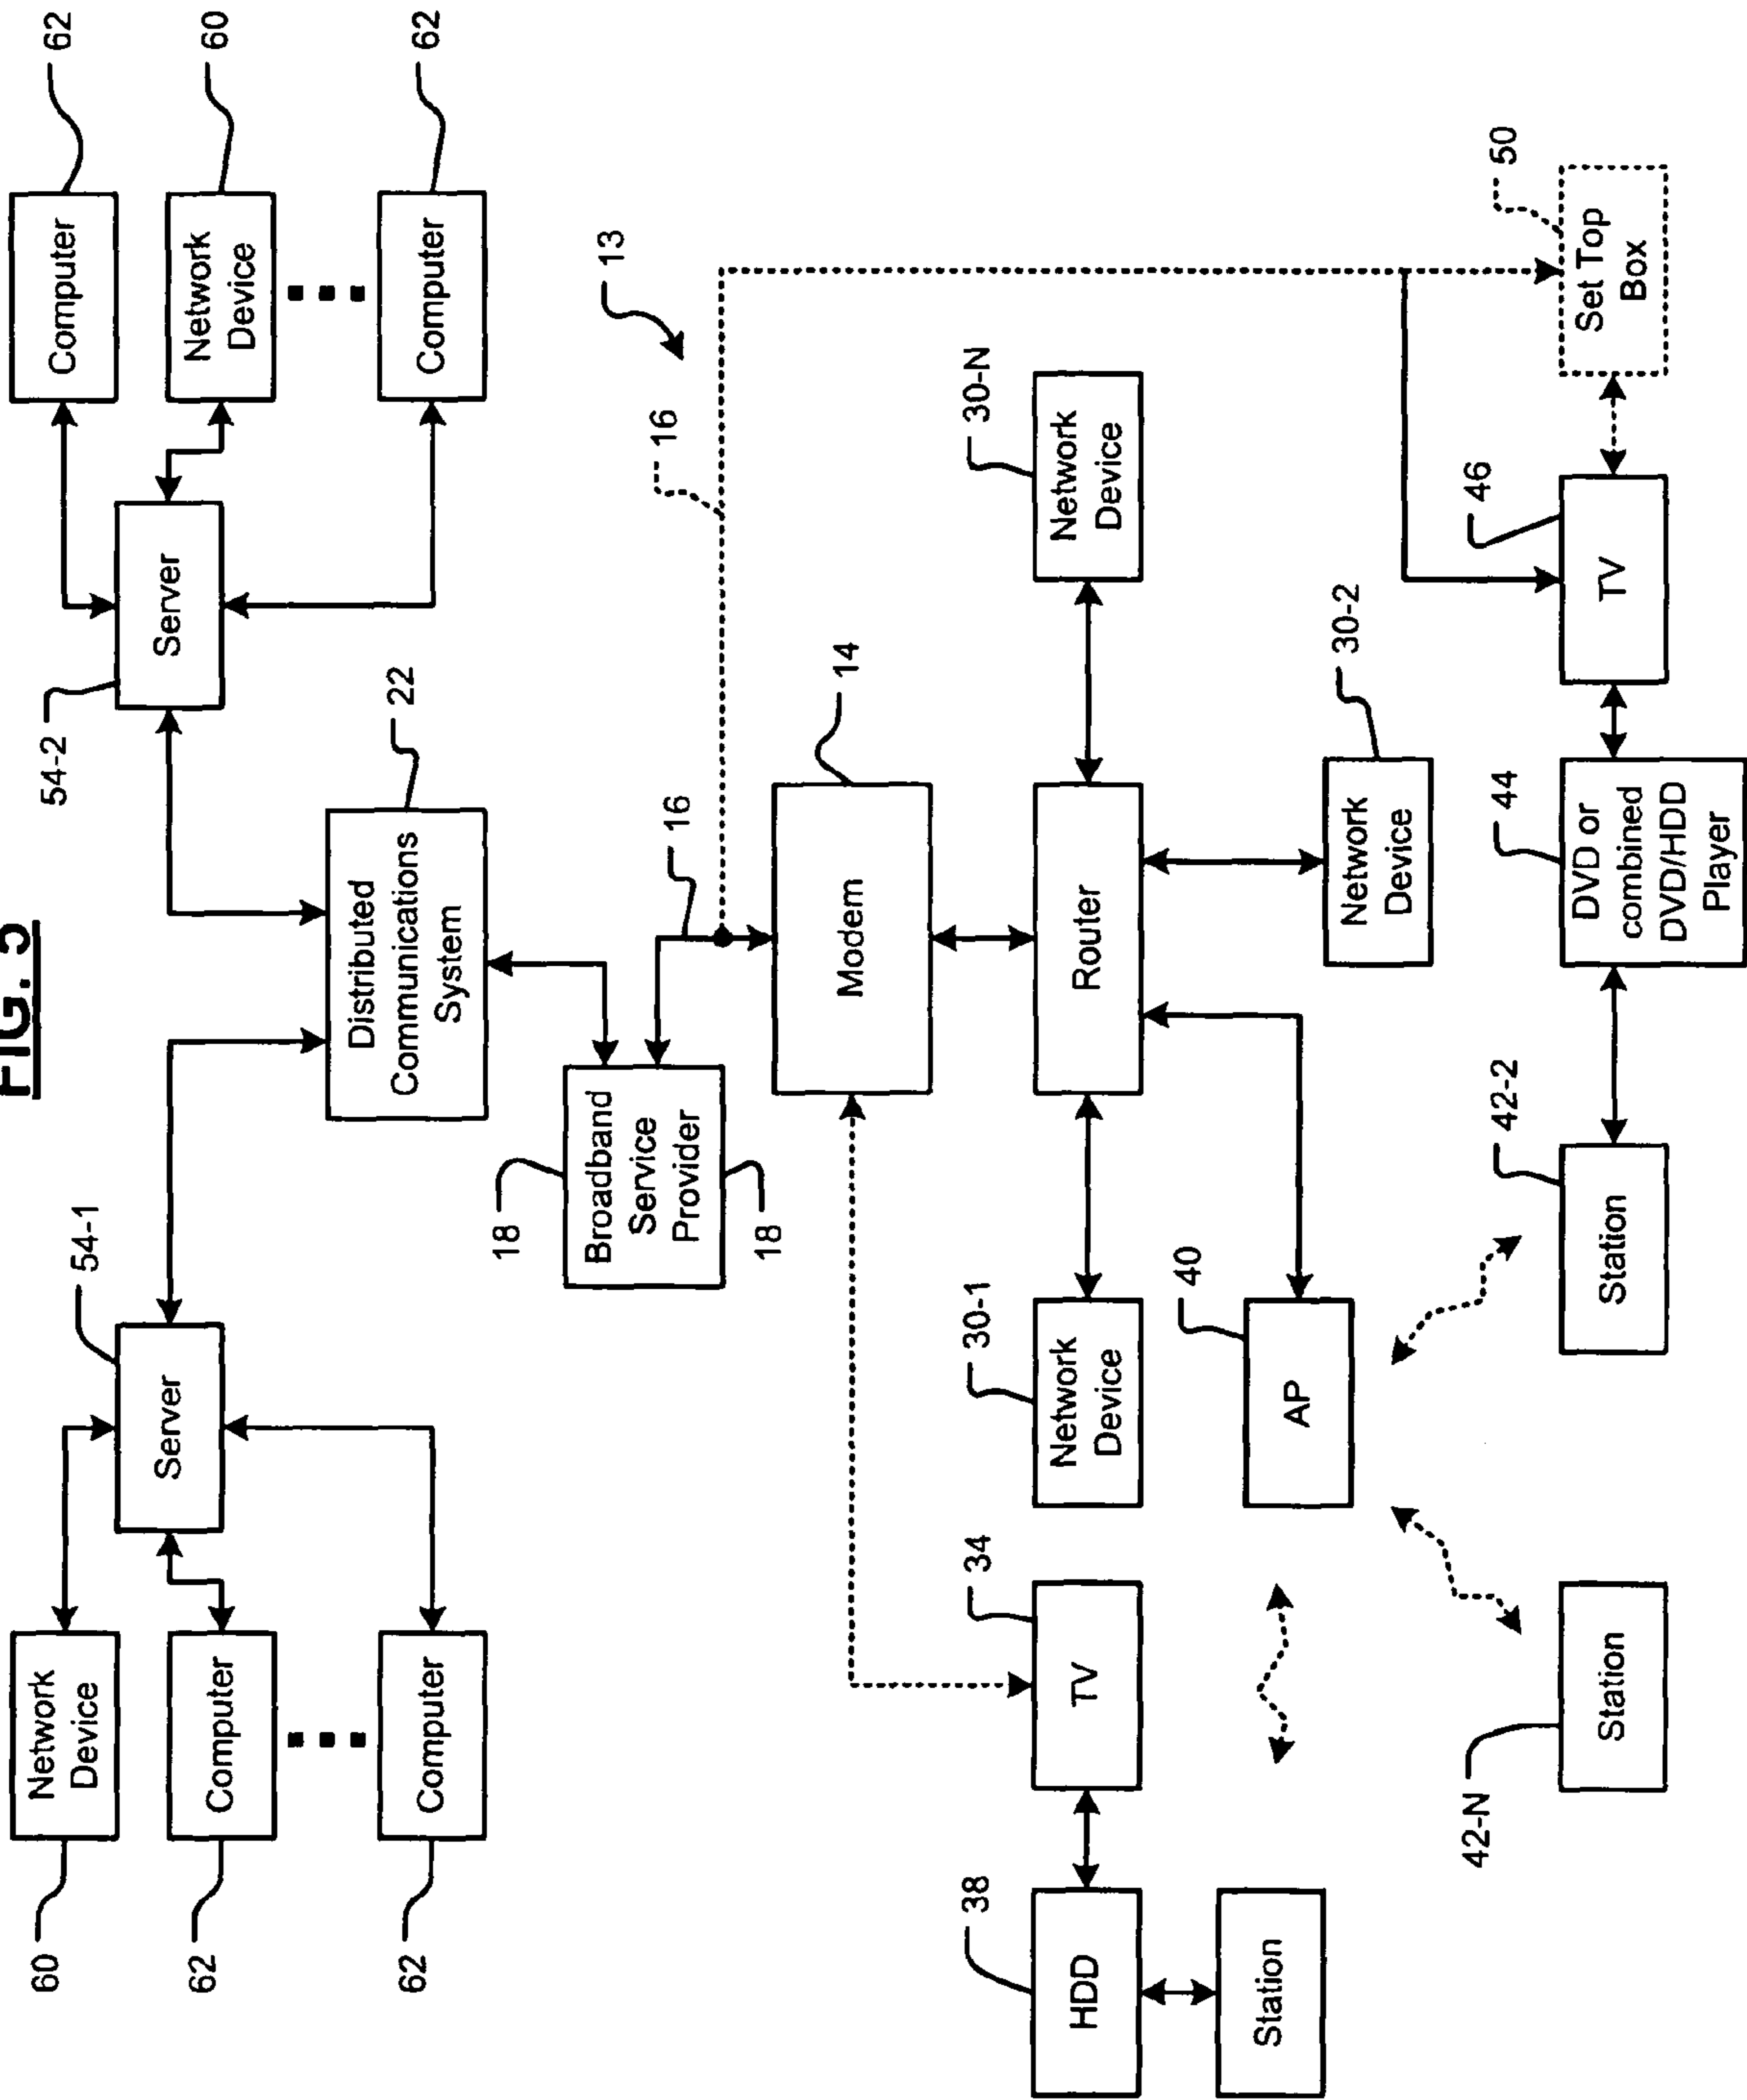 FIG. 5
62
Computer
60
Network
Device
62
Computer
54-2
Server
54-1
Server
Network
Device
60
Computer
62
Computer
62
22
Distributed
Communications
System
18
Broadband
Service
Provider
18
16
16
13
14
Modem
Router
30-N
Network
Device
30-2
Network
Device
30-1
Network
Device
40
AP
34
TV
38
HDD
Station
42-N
Station
42-2
Station
44
DVD or
combined
DVD/HDD
Player
46
TV
50
Set Top
Box